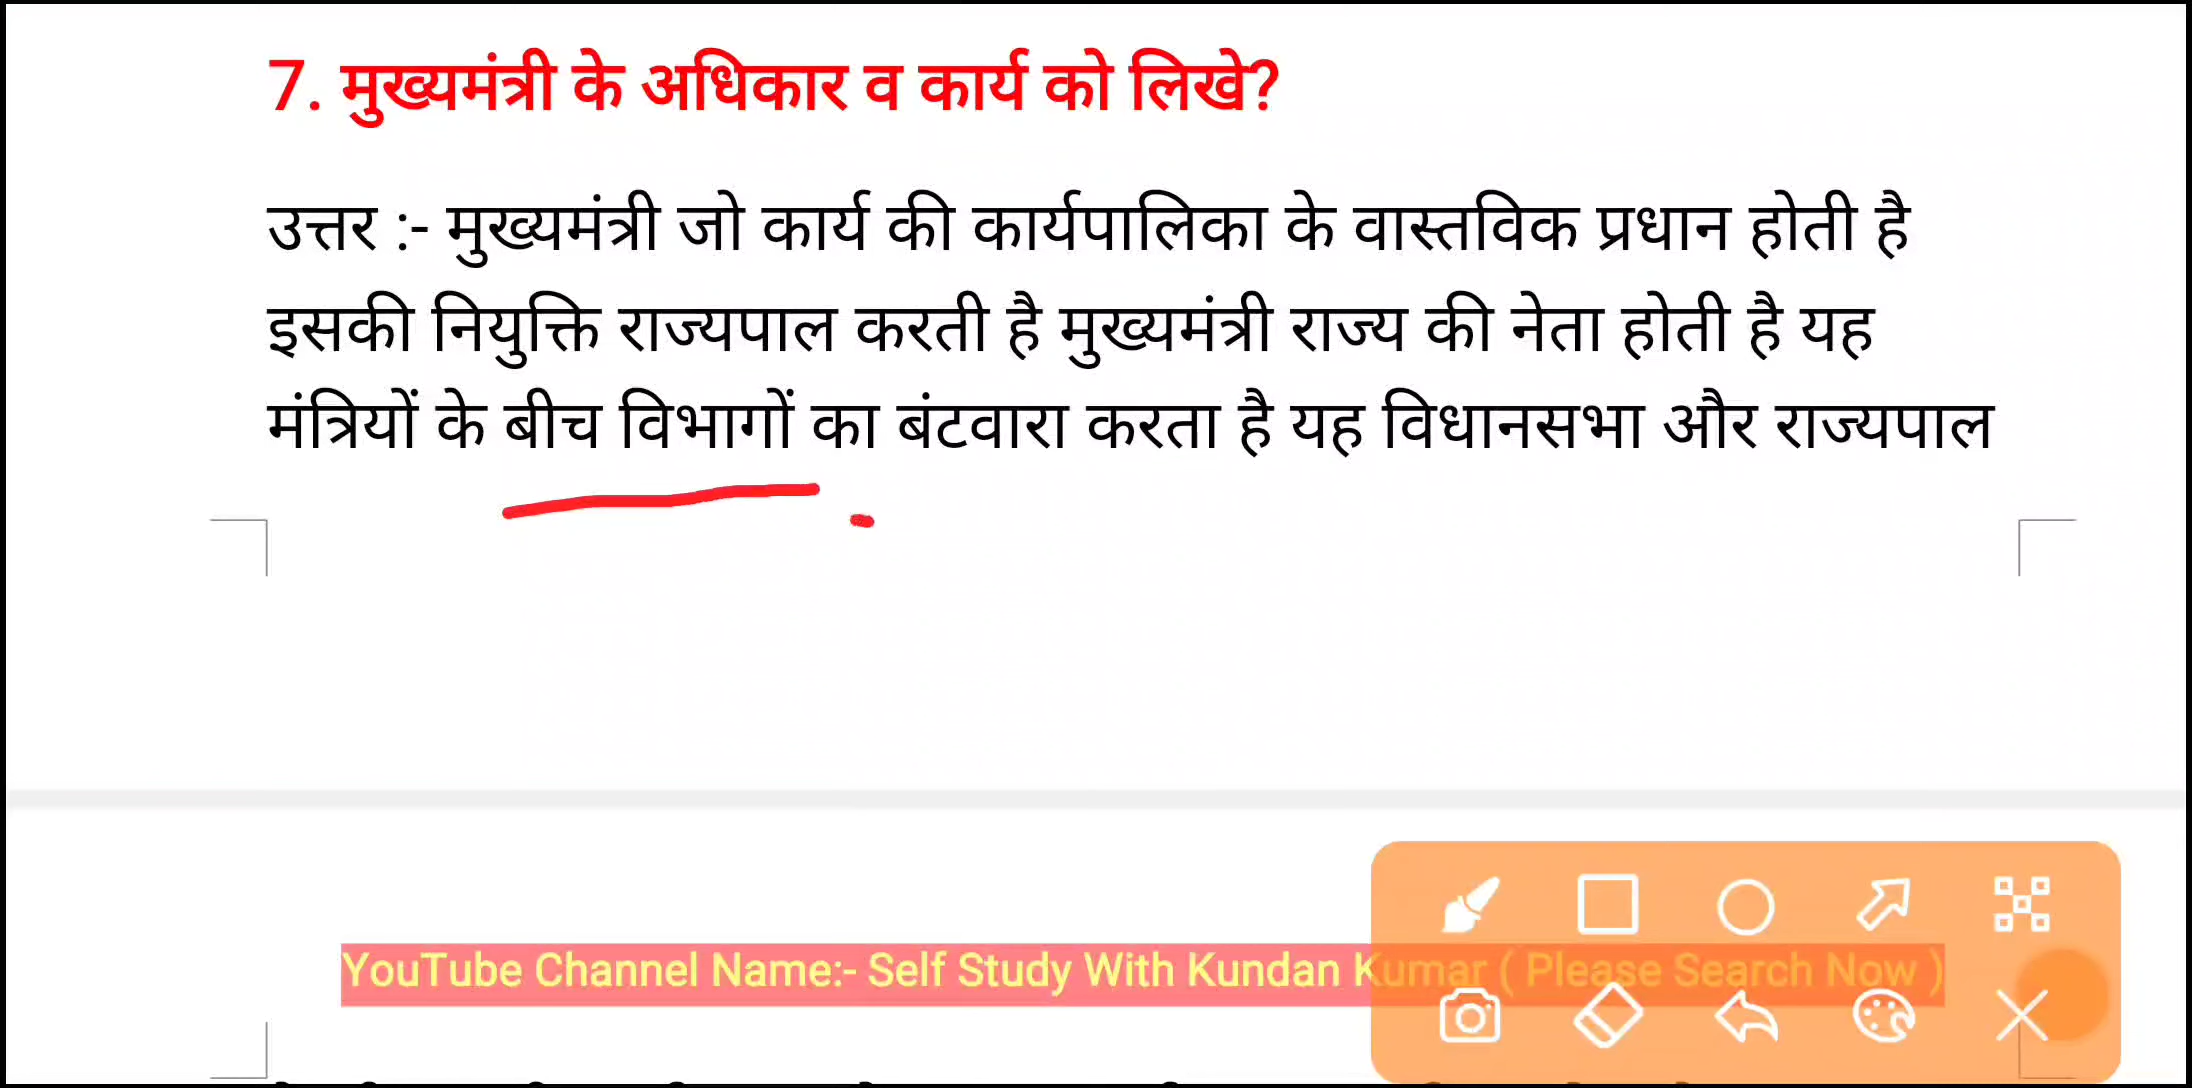 7. मुख्यमंत्री के अधिकार व कार्य को लिखे?
उत्तर :- मुख्यमंत्री जो कार्य की कार्यपालिका के वास्तविक प्रधान होती है
इसकी नियुक्ति राज्यपाल करती है मुख्यमंत्री राज्य की नेता होती है यह
मंत्रियों के बीच विभागों का बंटवारा करता है यह विधानसभा और राज्यपाल
YouTube Channel Name:- Self Study With Kundan Kumar ( Please Search Now )